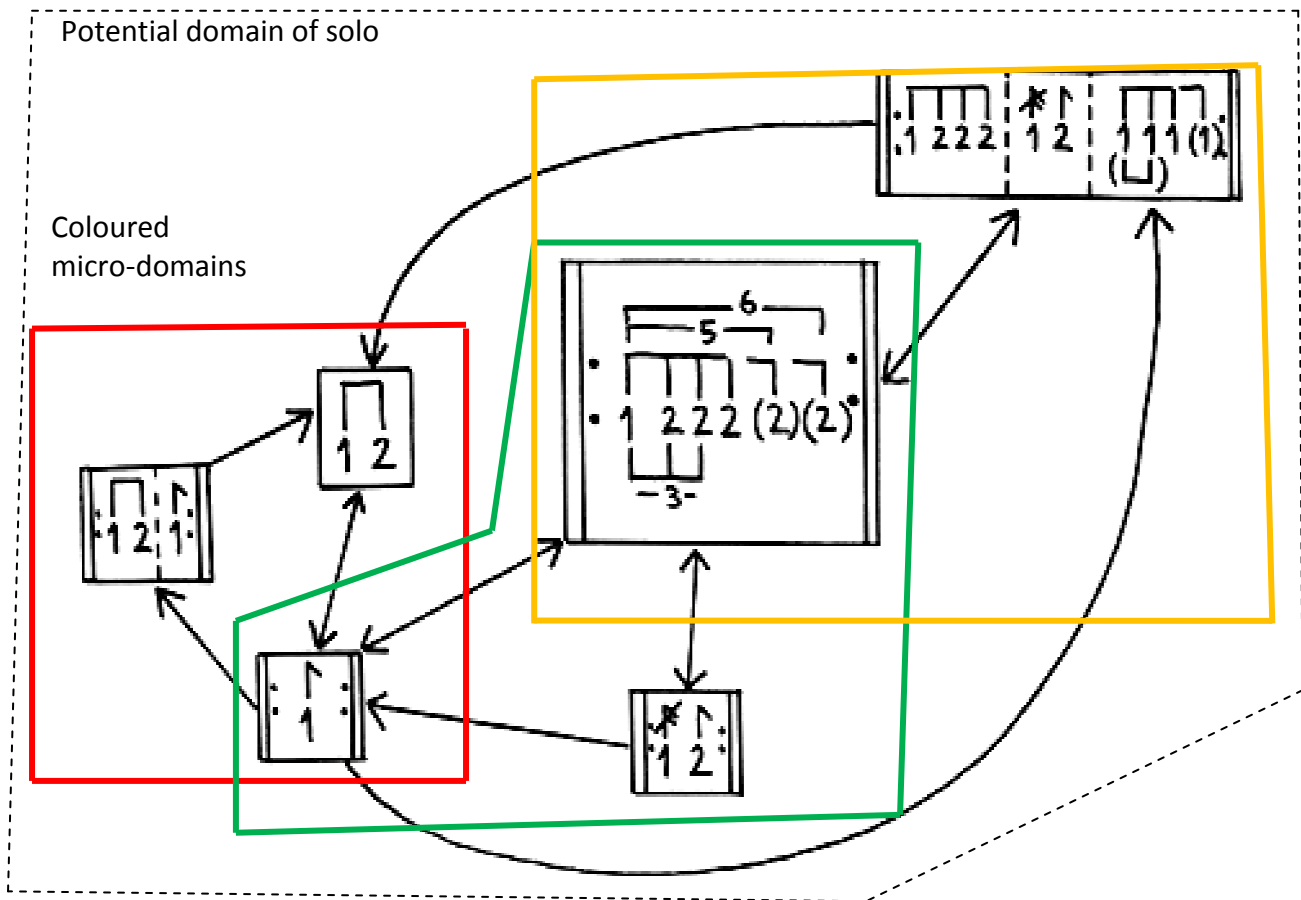 Potential domain of solo
1 2 2 2 1 2 1 1 1 (1)
( )
Coloured
micro-domains
6
5
1 2 2 2 (2) (2)
3
1 2
1 2 1
1
1 2